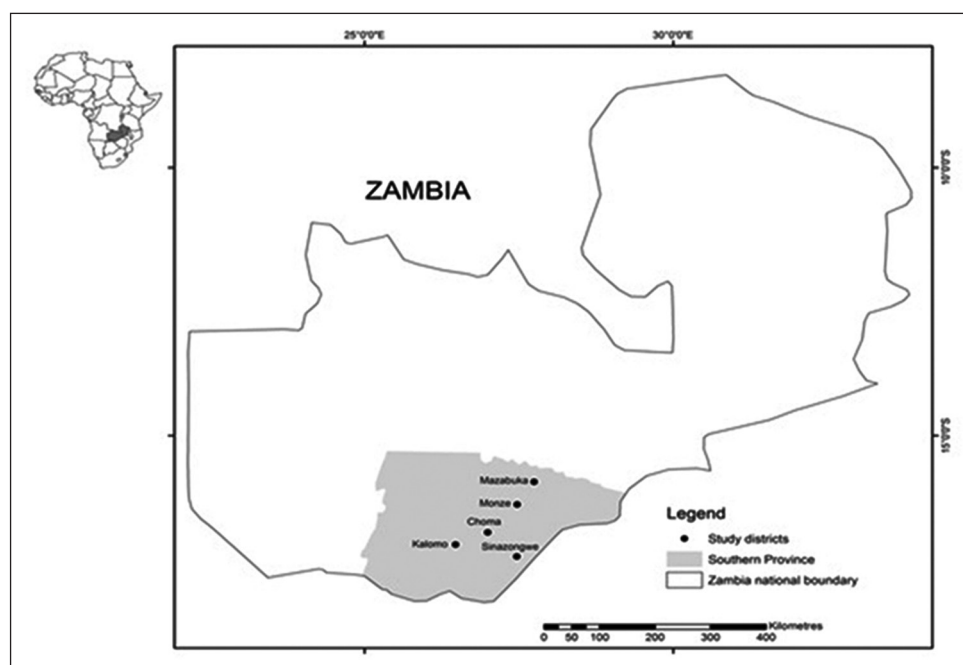 25°0'0"E 30°0'0"E
10°0'0"S
ZAMBIA
15°0'0"S
Mazabuka
Monze
Choma
Kalomo
Sinazongwe
Legend
Study districts
Southern Province
Zambia national boundary
Kilometres
0 50 100 200 300 400